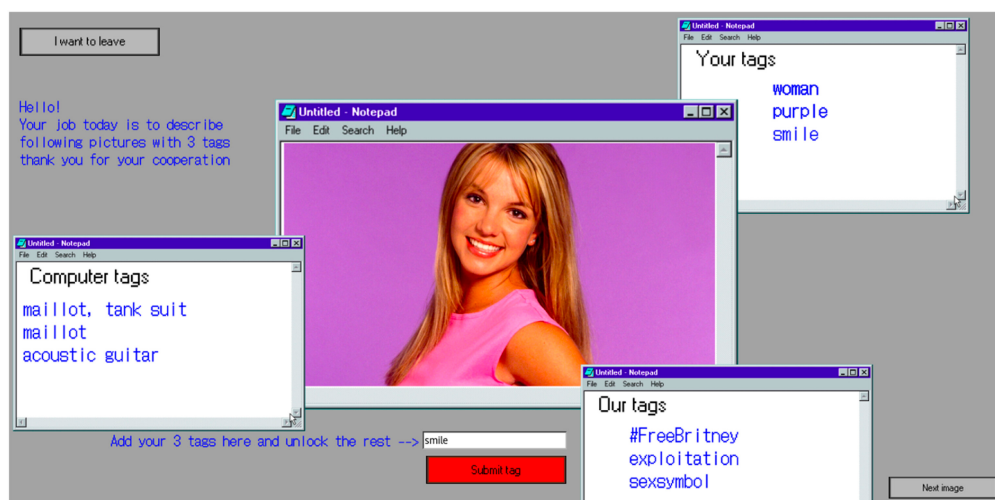 I want to leave
Hello!
Your job today is to describe
following pictures with 3 tags
thank you for your cooperation
Untitled - Notepad
File Edit Search Help
Your tags
woman
purple
smile
Untitled - Notepad
File Edit Search Help
Untitled - Notepad
File Edit Search Help
Computer tags
maillot, tank suit
maillot
acoustic guitar
Untitled - Notepad
File Edit Search Help
Our tags
#FreeBritney
exploitation
sexsymbol
Add your 3 tags here and unlock the rest --> smile
Submit tag
Next image